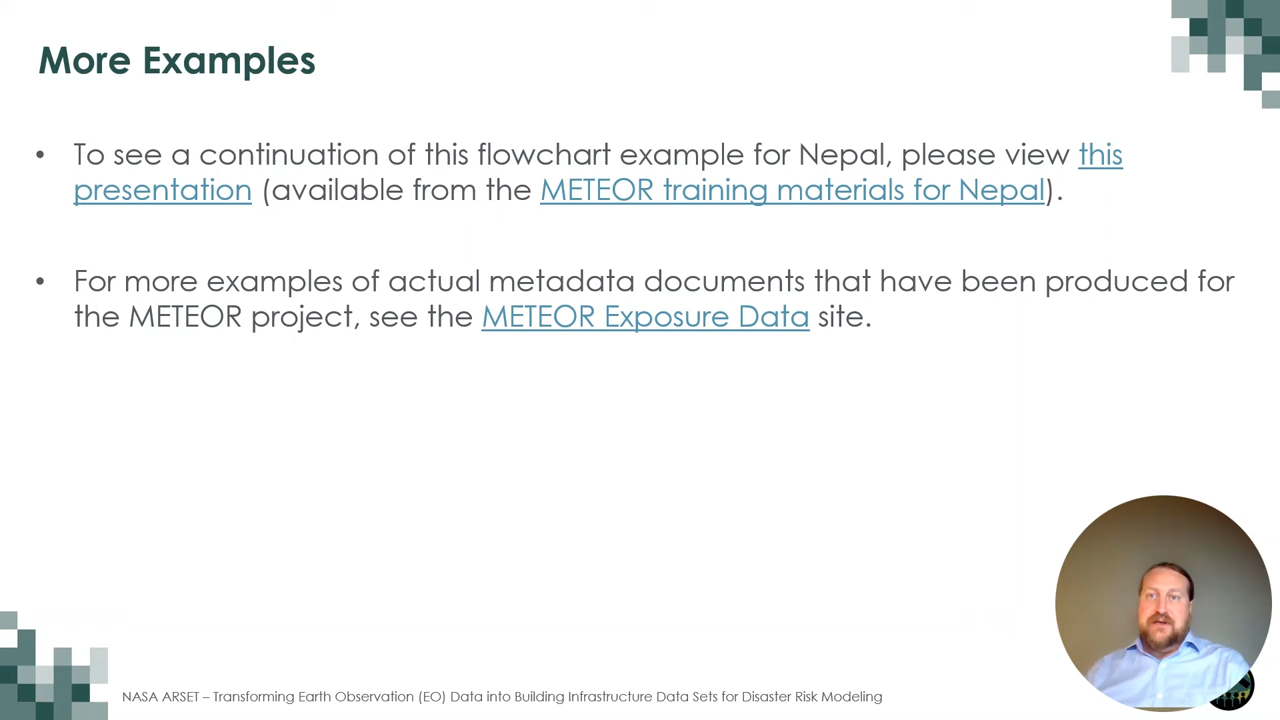 More Examples
• To see a continuation of this flowchart example for Nepal, please view this
presentation (available from the METEOR training materials for Nepal).
• For more examples of actual metadata documents that have been produced for
the METEOR project, see the METEOR Exposure Data site.
NASA ARSET – Transforming Earth Observation (EO) Data into Building Infrastructure Data Sets for Disaster Risk Modeling